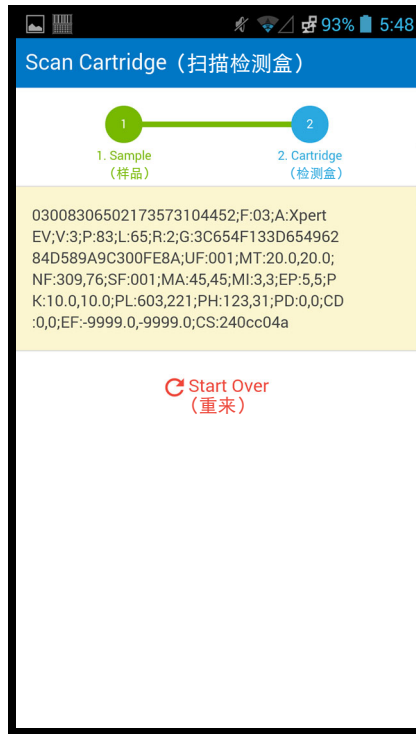 93% 5:48
Scan Cartridge（扫描检测盒）
1 2
1. Sample 2. Cartridge
（样品） （检测盒）
03008306502173573104452;F:03;A:Xpert
EV;V:3;P:83;L:65;R:2;G:3C654F133D654962
84D589A9C300FE8A;UF:001;MT:20.0,20.0;
NF:309,76;SF:001;MA:45,45;MI:3,3;EP:5,5;P
K:10.0,10.0;PL:603,221;PH:123,31;PD:0,0;CD
:0,0;EF:-9999.0,-9999.0;CS:240cc04a
Start Over
（重来）